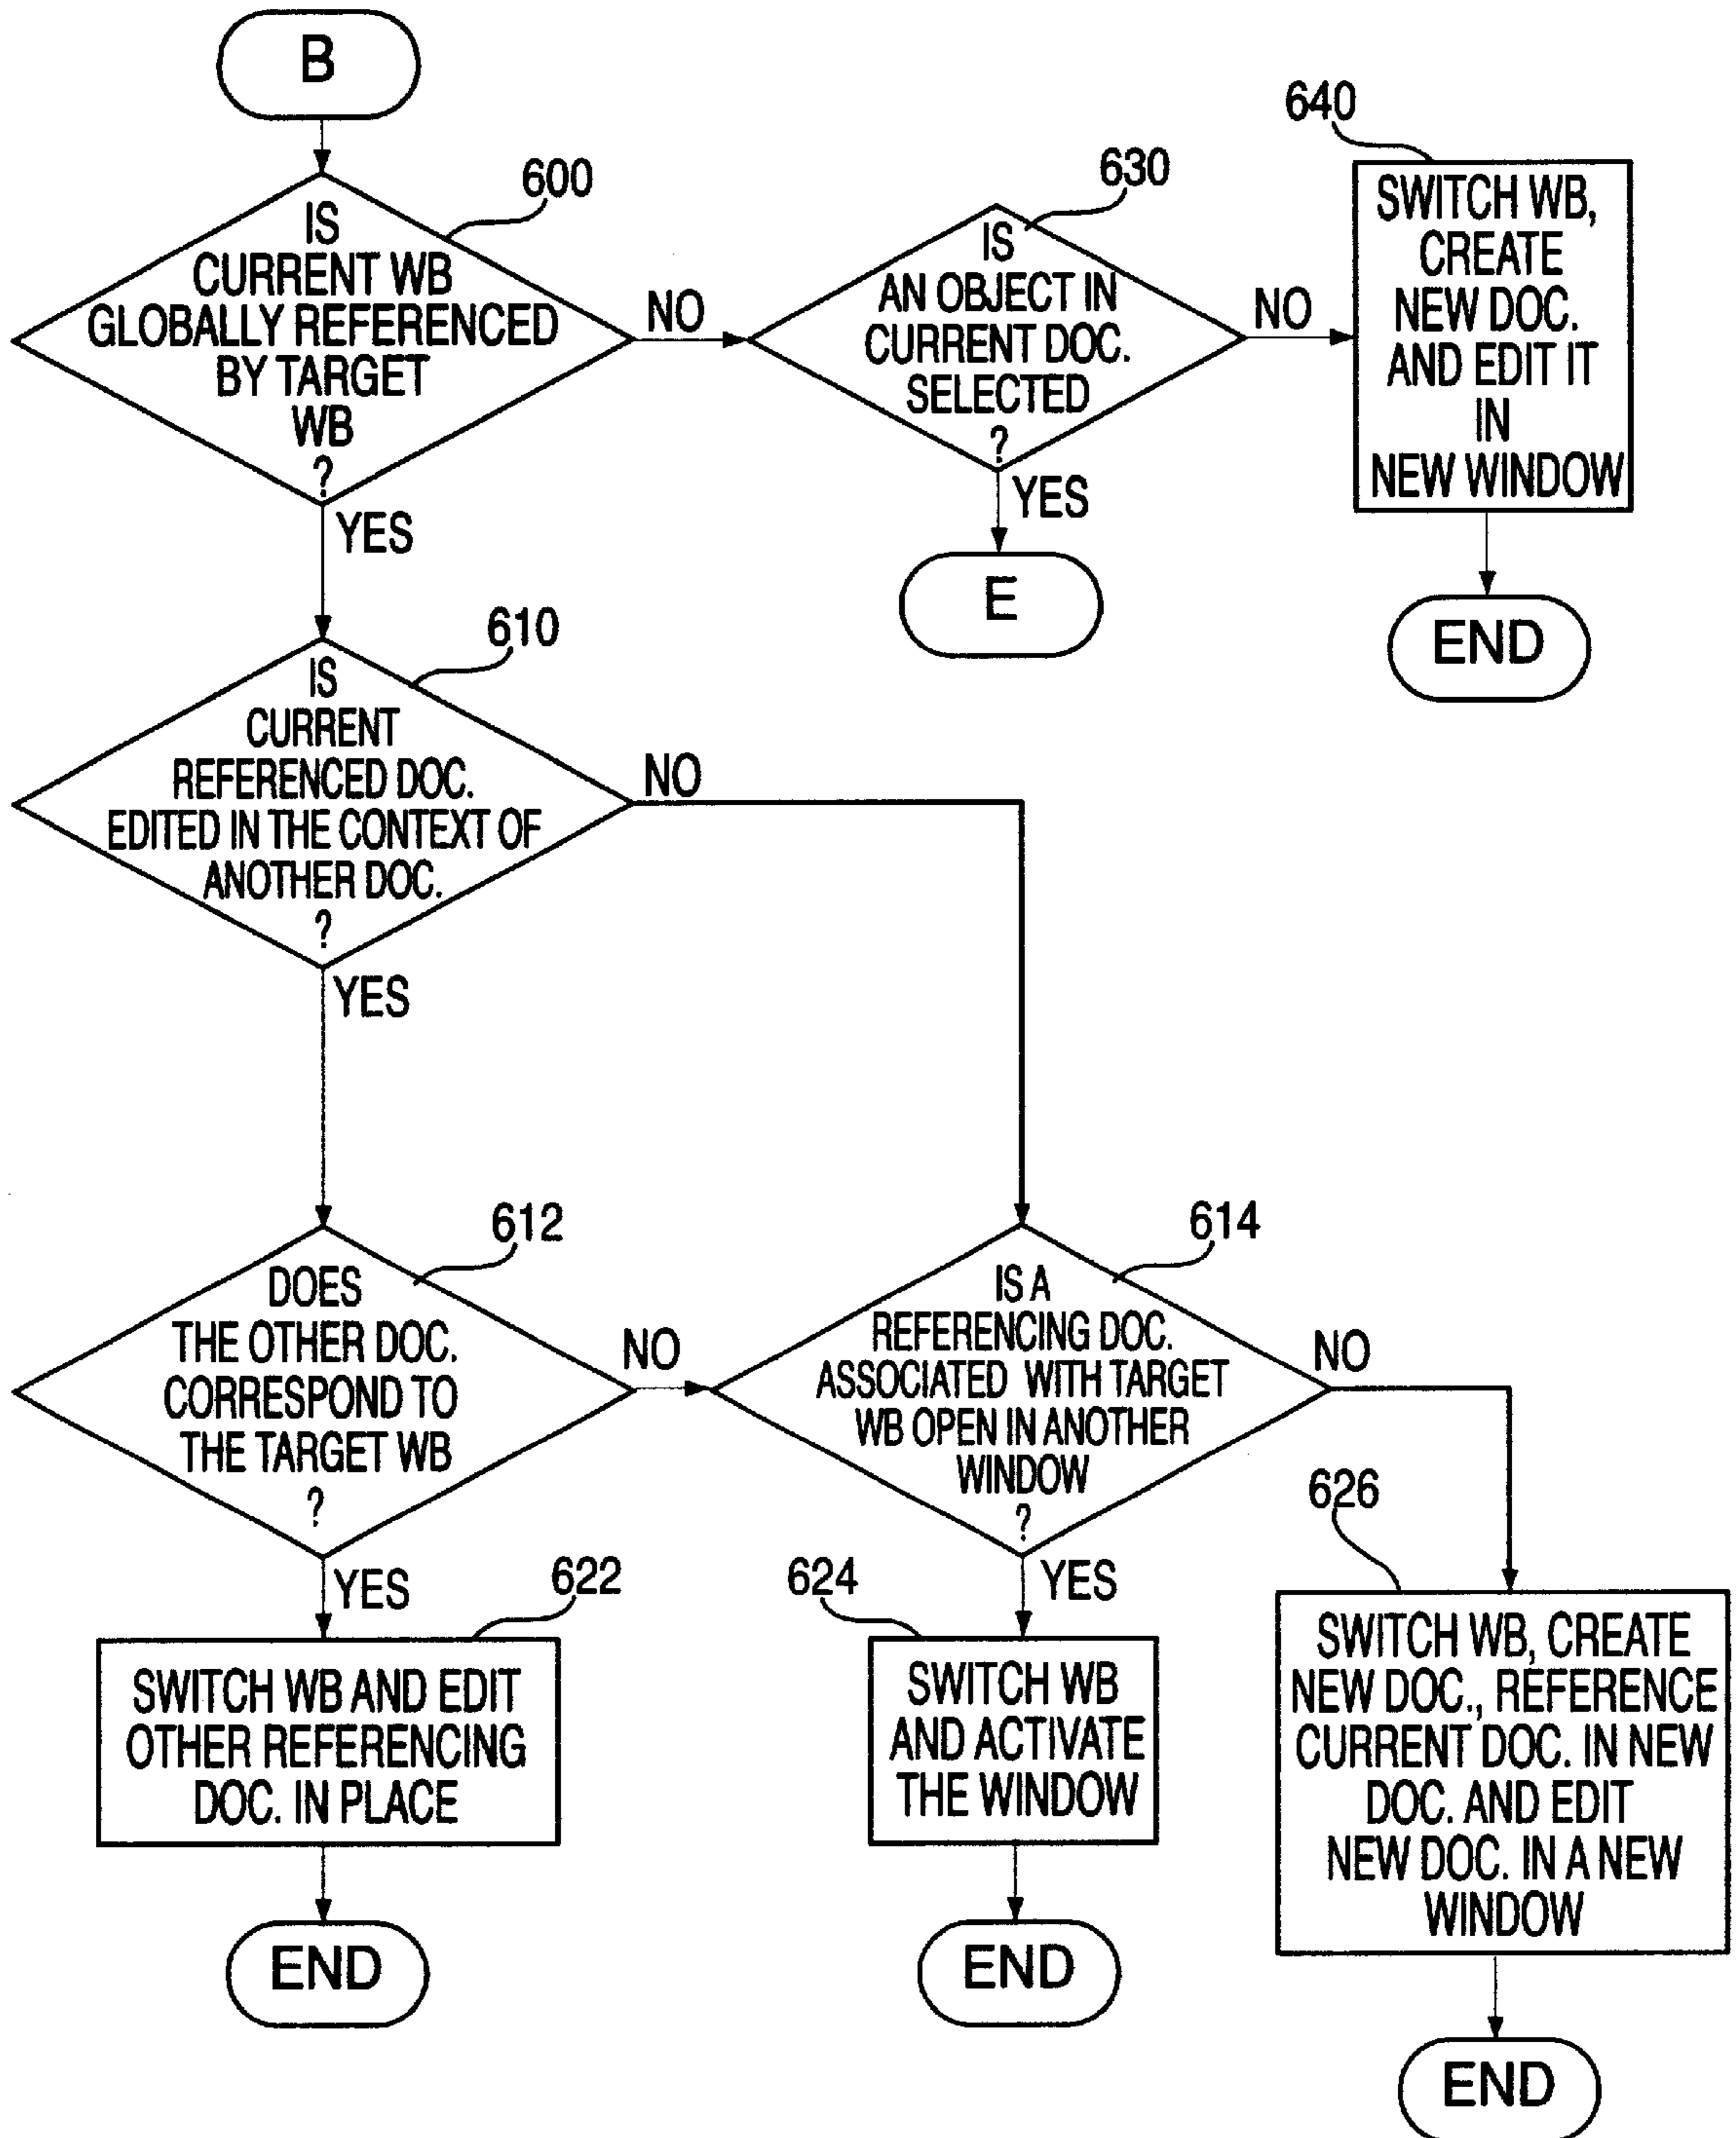 B
600
IS
CURRENT WB
GLOBALLY REFERENCED
BY TARGET
WB
?
NO
YES
630
IS
AN OBJECT IN
CURRENT DOC.
SELECTED
?
NO
YES
E
640
SWITCH WB,
CREATE
NEW DOC.
AND EDIT IT
IN
NEW WINDOW
END
610
IS
CURRENT
REFERENCED DOC.
EDITED IN THE CONTEXT OF
ANOTHER DOC.
?
NO
YES
612
DOES
THE OTHER DOC.
CORRESPOND TO
THE TARGET WB
?
NO
YES
614
IS A
REFERENCING DOC.
ASSOCIATED WITH TARGET
WB OPEN IN ANOTHER
WINDOW
?
NO
YES
622
SWITCH WB AND EDIT
OTHER REFERENCING
DOC. IN PLACE
END
624
SWITCH WB
AND ACTIVATE
THE WINDOW
END
626
SWITCH WB, CREATE
NEW DOC., REFERENCE
CURRENT DOC. IN NEW
DOC. AND EDIT
NEW DOC. IN A NEW
WINDOW
END